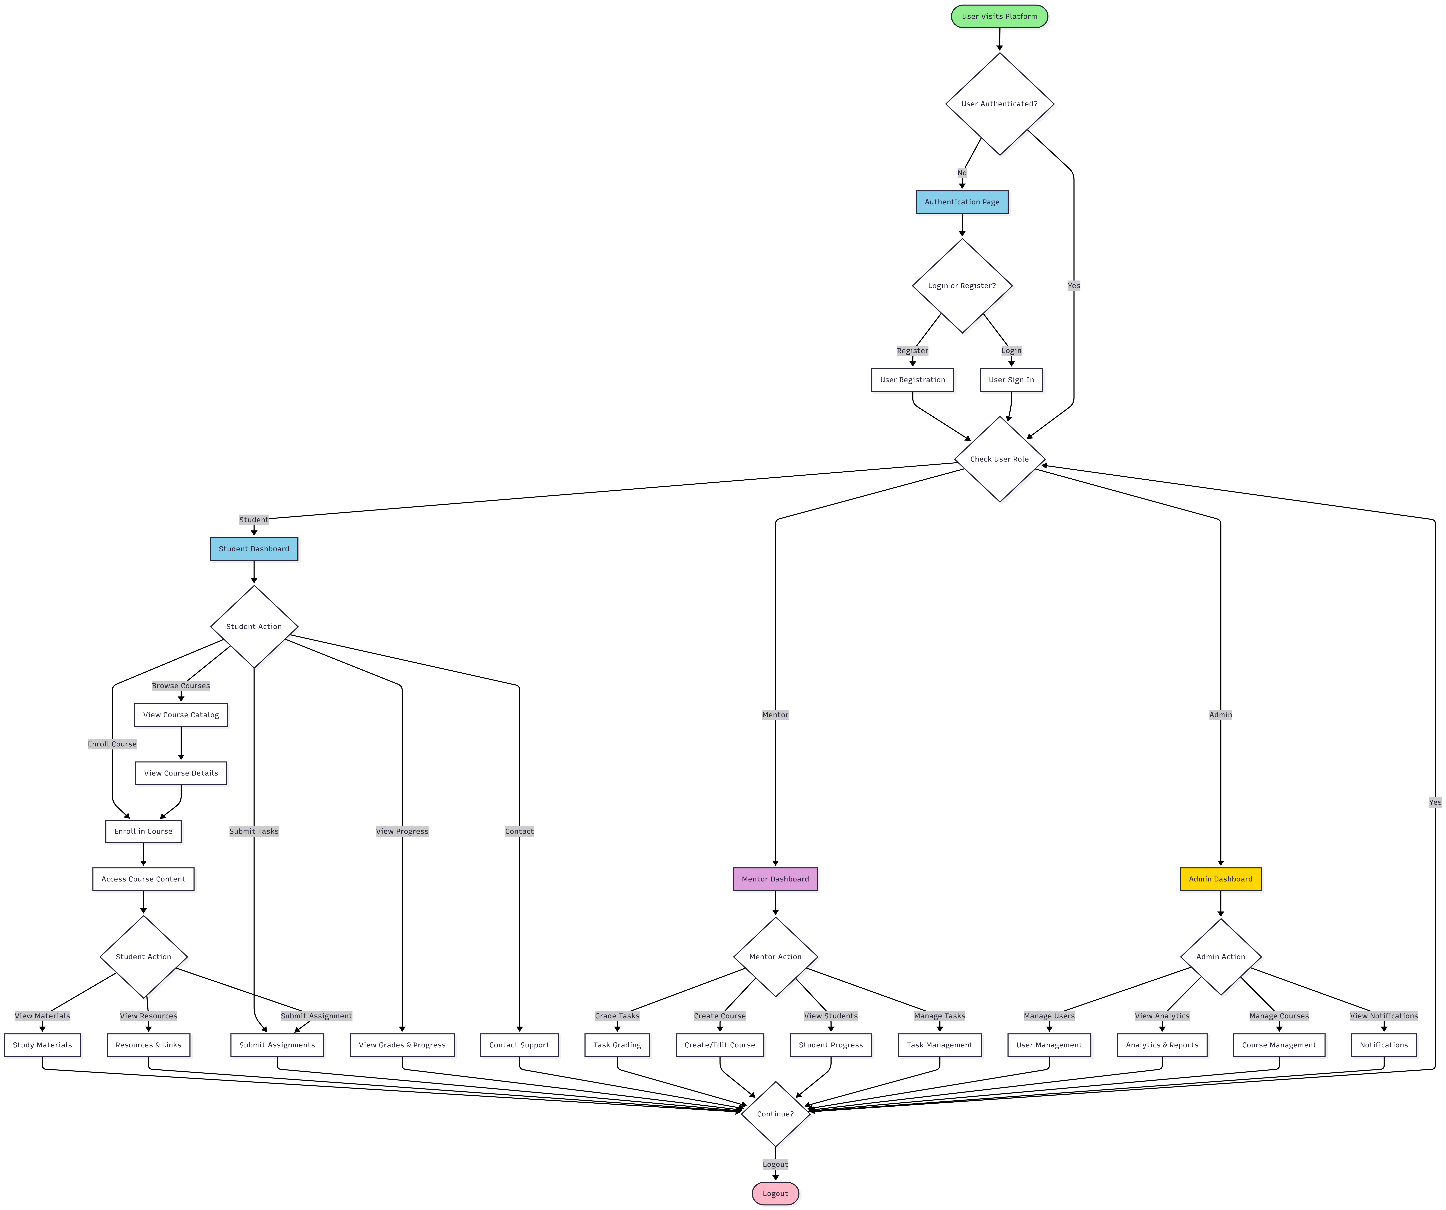 User Visits Platform
User Authenticated?
No
Authentication Page
Login or Register?
Yes
Register
Login
User Registration
User Sign In
Check User Role
Student
Student Dashboard
Student Action
Browse Courses
View Course Catalog
Mentor
Admin
Enroll Course
View Course Details
Yes
Enroll in Course
Submit Tasks
View Progress
Contact
Access Course Content
Mentor Dashboard
Admin Dashboard
Student Action
Mentor Action
Admin Action
View Materials
View Resources
Submit Assignment
Grade Tasks
Create Course
View Students
Manage Tasks
Manage Users
View Analytics
Manage Courses
View Notifications
Study Materials
Resources & Links
Submit Assignments
View Grades & Progress
Contact Support
Task Grading
Create/Edit Course
Student Progress
Task Management
User Management
Analytics & Reports
Course Management
Notifications
Continue?
Logout
Logout